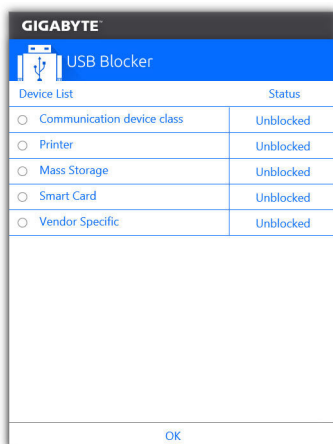 GIGABYTE™
USB Blocker
Device List Status
Communication device class Unblocked
Printer Unblocked
Mass Storage Unblocked
Smart Card Unblocked
Vendor Specific Unblocked
OK